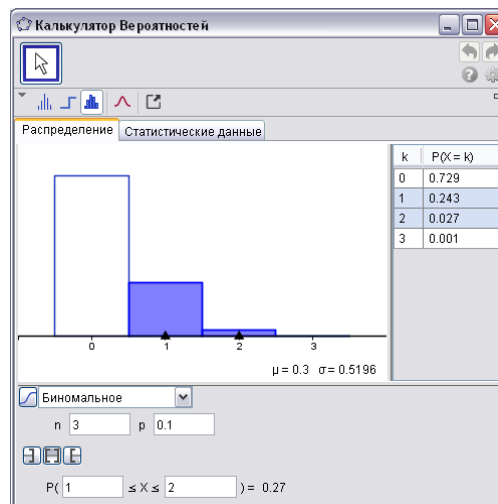 Калькулятор Вероятностей
Распределение Статистические данные
k P(X = k)
0 0.729
1 0.243
2 0.027
3 0.001
0 1 2 3
μ = 0.3 σ = 0.5196
Биномальное
n 3 p 0.1
P( 1 ≤ X ≤ 2 ) = 0.27